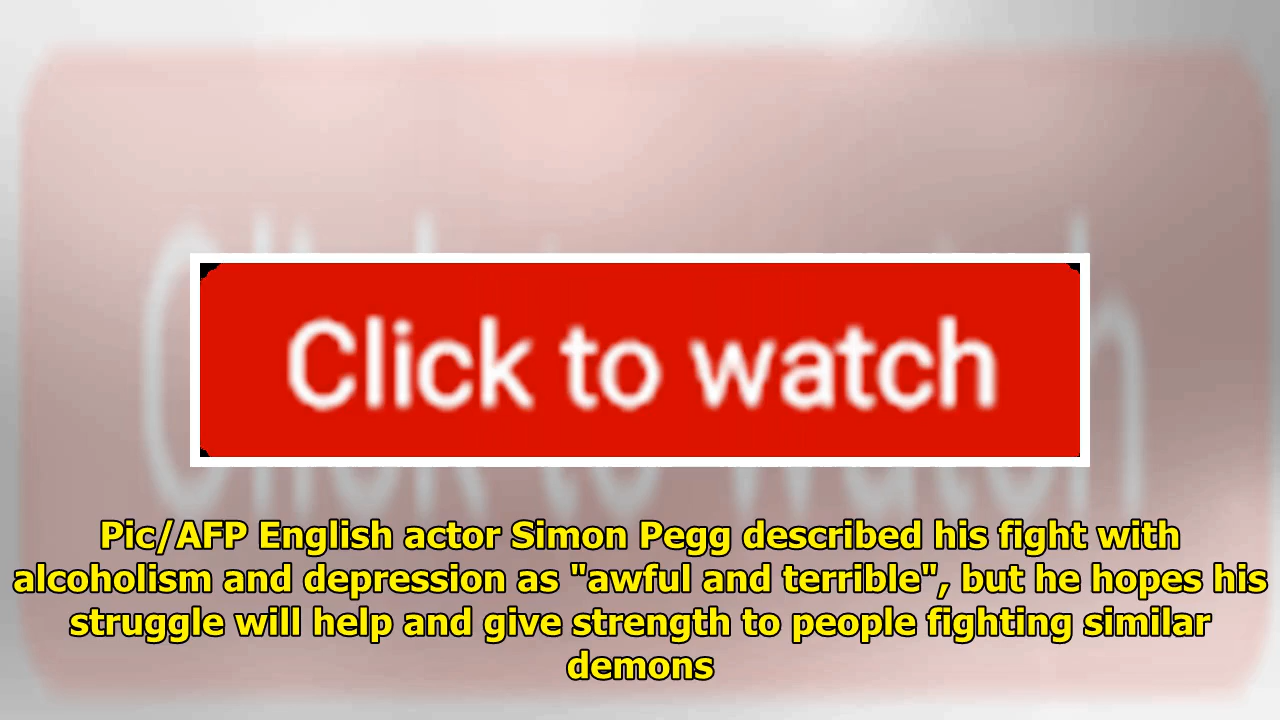 Click to watch
Pic/AFP English actor Simon Pegg described his fight with
alcoholism and depression as "awful and terrible", but he hopes his
struggle will help and give strength to people fighting similar
demons